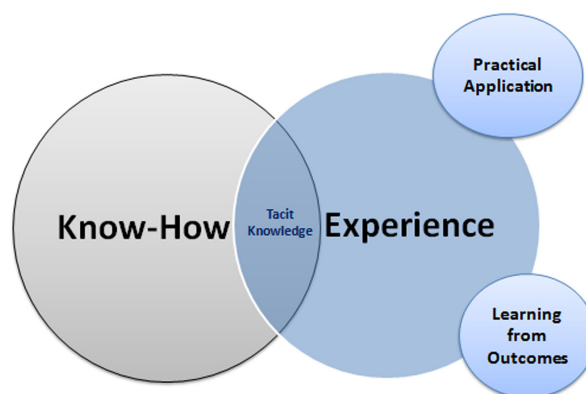 Practical
Application
Know-How
Tacit
Knowledge
Experience
Learning
from
Outcomes